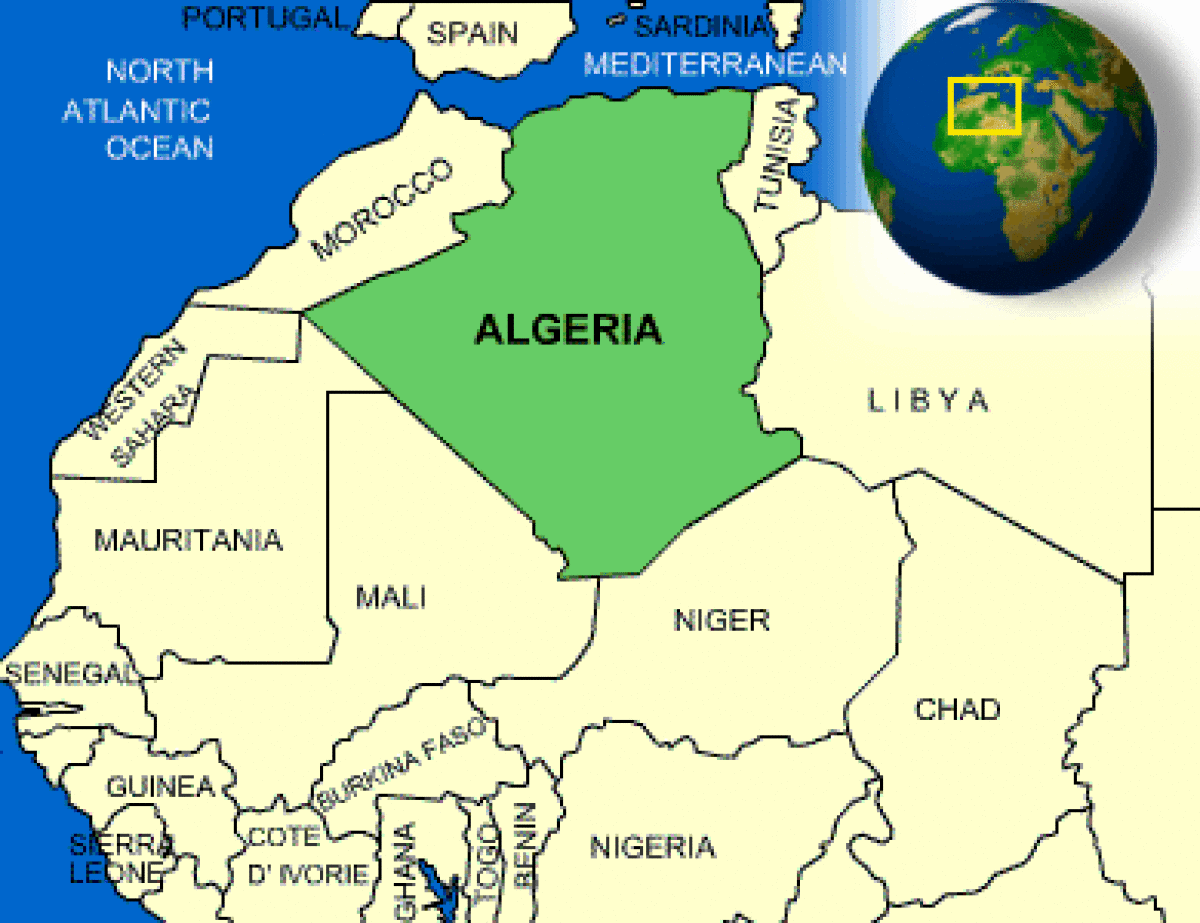 PORTUGAL
SPAIN
SARDINIA
MEDITERRANEAN
NORTH
ATLANTIC
OCEAN
TUNISIA
MOROCCO
ALGERIA
LIBYA
WESTERN
SAHARA
MAURITANIA
MALI
NIGER
SENEGAL
CHAD
BURKINA FASO
GUINEA
COTE
D' IVORIE
SIERRA
LEONE
GHANA
TOGO
BENIN
NIGERIA